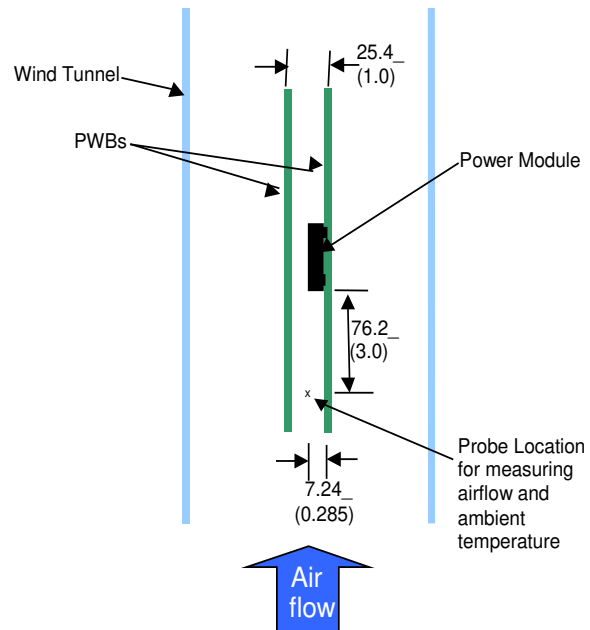 25.4_
(1.0)
Wind Tunnel
PWBs
Power Module
76.2_
(3.0)
x
Probe Location
for measuring
airflow and
ambient
temperature
7.24_
(0.285)
Air
flow